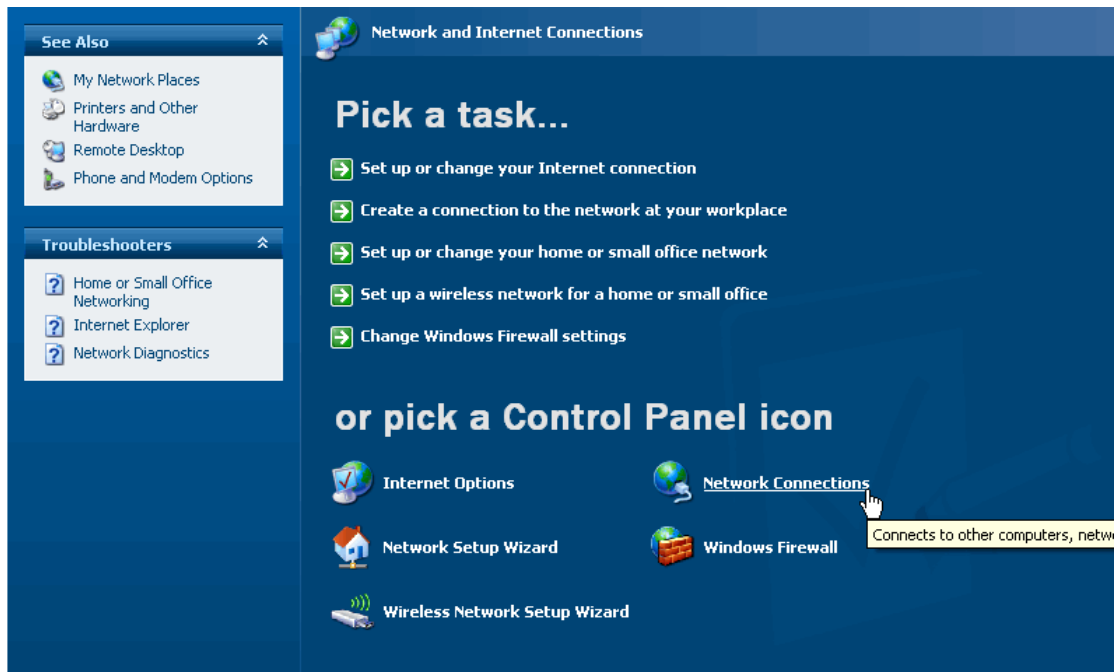 See Also
My Network Places
Printers and Other
Hardware
Remote Desktop
Phone and Modem Options
Troubleshooters
Home or Small Office
Networking
Internet Explorer
Network Diagnostics
Network and Internet Connections
Pick a task...
Set up or change your Internet connection
Create a connection to the network at your workplace
Set up or change your home or small office network
Set up a wireless network for a home or small office
Change Windows Firewall settings
or pick a Control Panel icon
Internet Options
Network Connections
Network Setup Wizard
Windows Firewall
Connects to other computers, netw
Wireless Network Setup Wizard